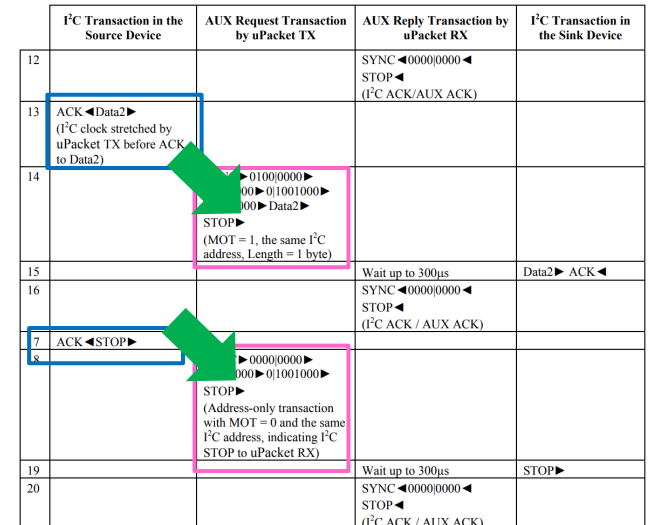 I²C Transaction in the
Source Device
AUX Request Transaction
by uPacket TX
AUX Reply Transaction by
uPacket RX
I²C Transaction in
the Sink Device
12
SYNC◄0000|0000◄
STOP◄
(I²C ACK/AUX ACK)
13
ACK◄Data2►
(I²C clock stretched by
uPacket TX before ACK
to Data2)
14
►0100|0000►
00►0|1001000►
000►Data2►
STOP►
(MOT = 1, the same I²C
address, Length = 1 byte)
15
Wait up to 300µs
Data2► ACK◄
16
SYNC◄0000|0000◄
STOP◄
(I²C ACK / AUX ACK)
7
ACK◄STOP►
8
►0000|0000►
000►0|1001000►
STOP►
(Address-only transaction
with MOT = 0 and the same
I²C address, indicating I²C
STOP to uPacket RX)
19
Wait up to 300µs
STOP►
20
SYNC◄0000|0000◄
STOP◄
(I²C ACK / AUX ACK)